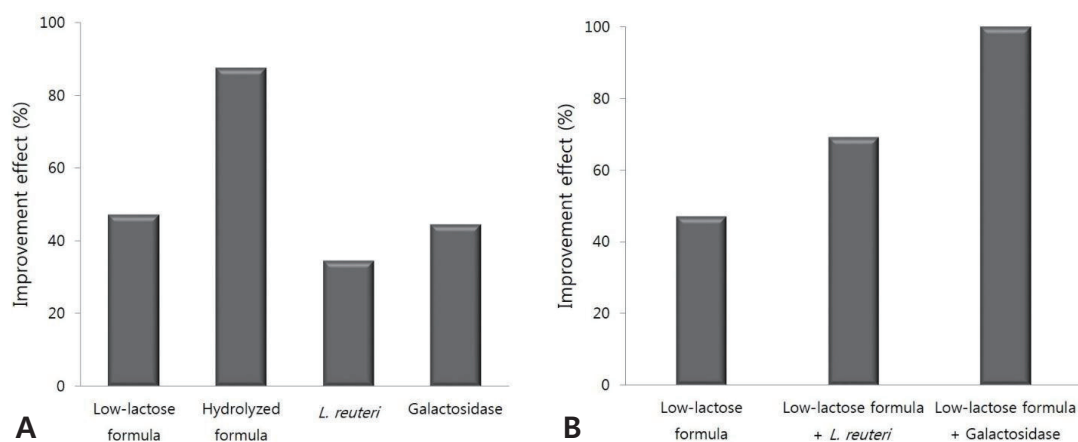 100
80
60
40
20
0
Improvement effect (%)
Low-lactose
formula
Hydrolyzed
formula
L. reuteri
Galactosidase
A
100
80
60
40
20
0
Improvement effect (%)
Low-lactose
formula
Low-lactose formula
+ L. reuteri
Low-lactose formula
+ Galactosidase
B